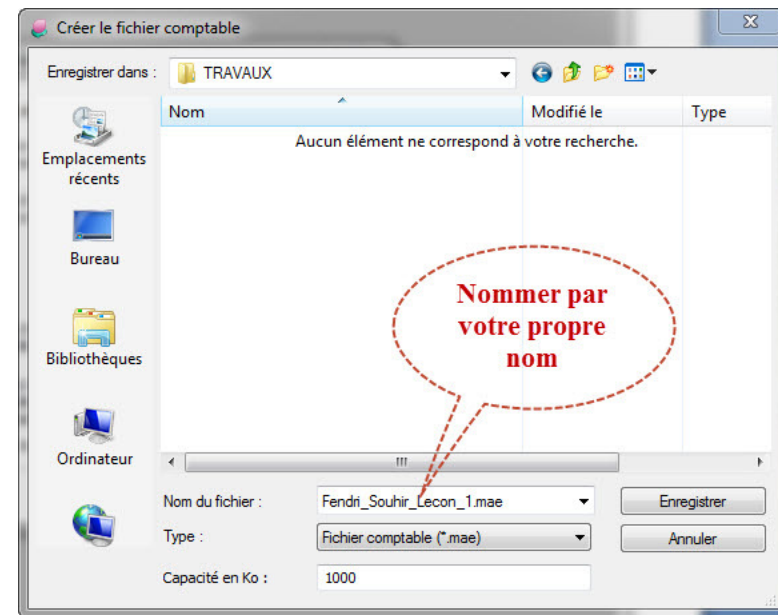 Créer le fichier comptable
Enregistrer dans :
TRAVAUX
Nom
Modifié le
Type
Aucun élément ne correspond à votre recherche.
Emplacements
récents
Bureau
Bibliothèques
Ordinateur
Nommer par
votre propre
nom
Nom du fichier :
Fendri_Souhir_Lecon_1.mae
Enregistrer
Type :
Fichier comptable (*.mae)
Annuler
Capacité en Ko :
1000